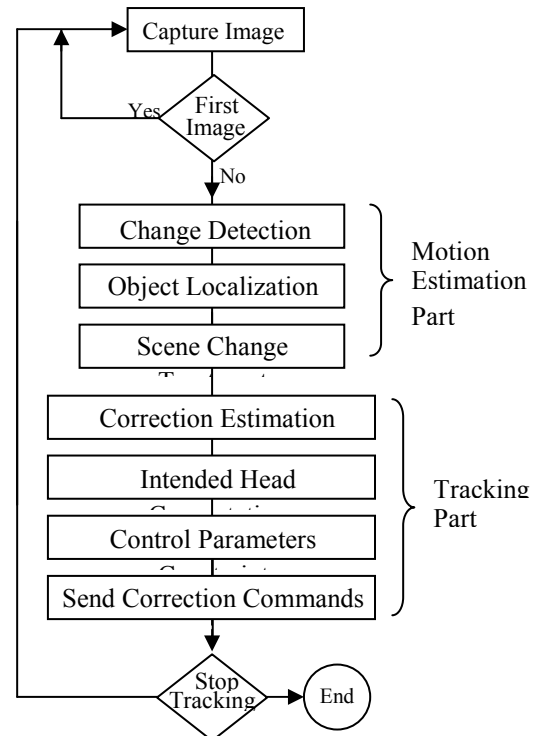 Capture Image
Yes
First
Image
No
Change Detection
Object Localization
Scene Change
Motion
Estimation
Part
Correction Estimation
Intended Head
Control Parameters
Send Correction Commands
Tracking
Part
Stop
Tracking
End